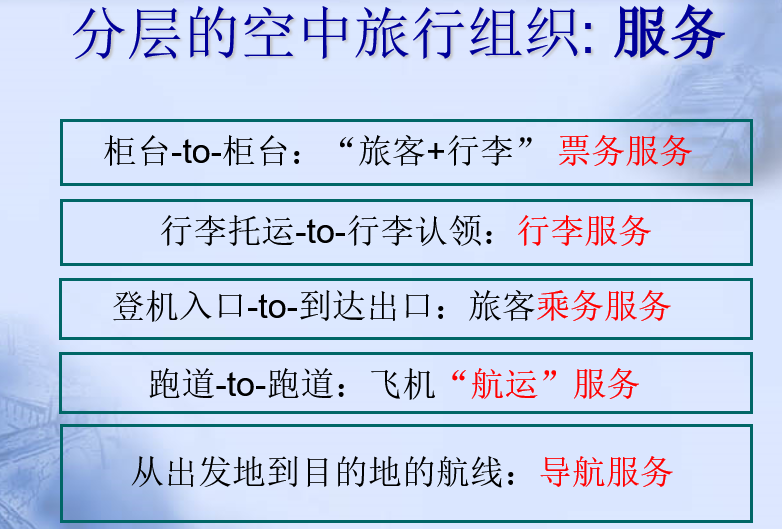 分层的空中旅行组织: 服务
柜台-to-柜台：“旅客+行李” 票务服务
行李托运-to-行李认领：行李服务
登机入口-to-到达出口：旅客乘务服务
跑道-to-跑道：飞机“航运”服务
从出发地到目的地的航线：导航服务